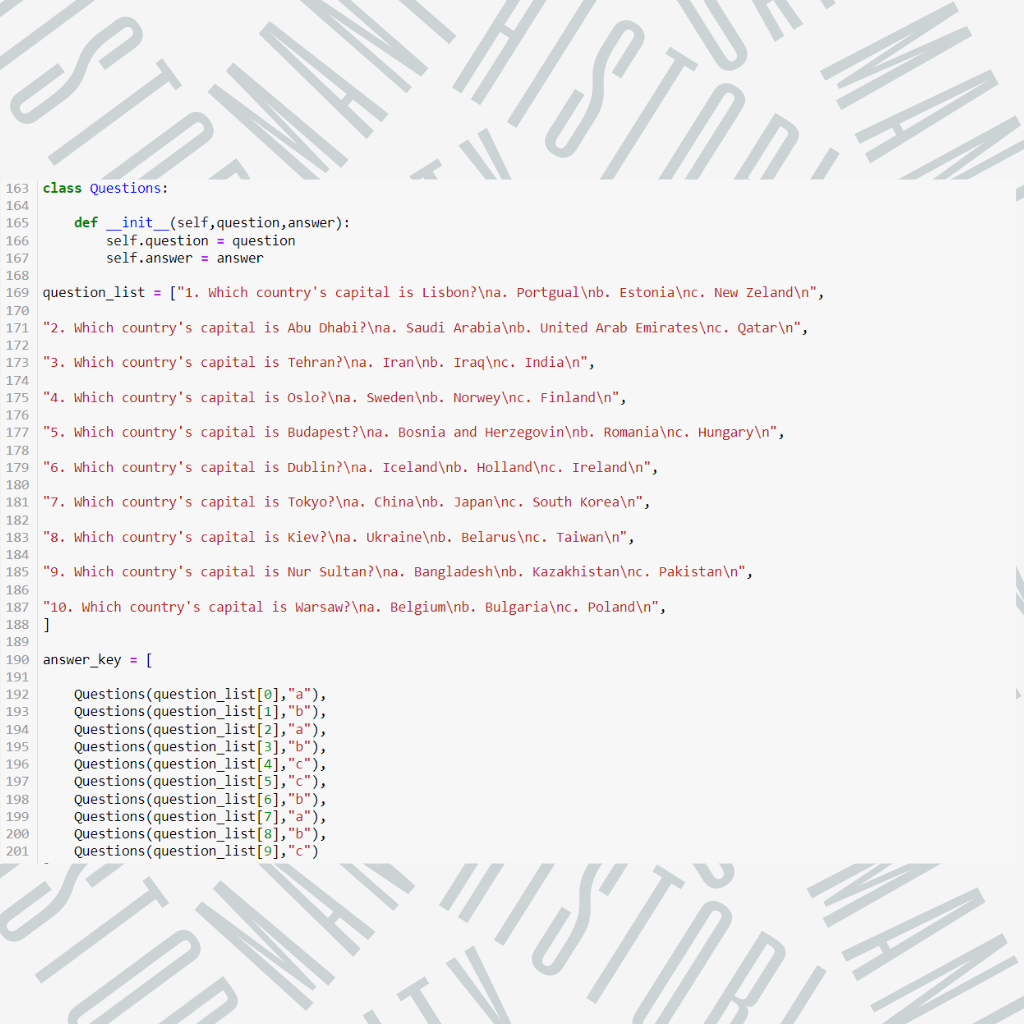 163 class Questions:
164
165     def __init__(self,question,answer):
166         self.question = question
167         self.answer = answer
168
169 question_list = ["1. Which country's capital is Lisbon?\na. Portgual\nb. Estonia\nc. New Zeland\n",
170
171 "2. Which country's capital is Abu Dhabi?\na. Saudi Arabia\nb. United Arab Emirates\nc. Qatar\n",
172
173 "3. Which country's capital is Tehran?\na. Iran\nb. Iraq\nc. India\n",
174
175 "4. Which country's capital is Oslo?\na. Sweden\nb. Norwey\nc. Finland\n",
176
177 "5. Which country's capital is Budapest?\na. Bosnia and Herzegovin\nb. Romania\nc. Hungary\n",
178
179 "6. Which country's capital is Dublin?\na. Iceland\nb. Holland\nc. Ireland\n",
180
181 "7. Which country's capital is Tokyo?\na. China\nb. Japan\nc. South Korea\n",
182
183 "8. Which country's capital is Kiev?\na. Ukraine\nb. Belarus\nc. Taiwan\n",
184
185 "9. Which country's capital is Nur Sultan?\na. Bangladesh\nb. Kazakhistan\nc. Pakistan\n",
186
187 "10. Which country's capital is Warsaw?\na. Belgium\nb. Bulgaria\nc. Poland\n",
188 ]
189
190 answer_key = [
191
192     Questions(question_list[0],"a"),
193     Questions(question_list[1],"b"),
194     Questions(question_list[2],"a"),
195     Questions(question_list[3],"b"),
196     Questions(question_list[4],"c"),
197     Questions(question_list[5],"c"),
198     Questions(question_list[6],"b"),
199     Questions(question_list[7],"a"),
200     Questions(question_list[8],"b"),
201     Questions(question_list[9],"c")